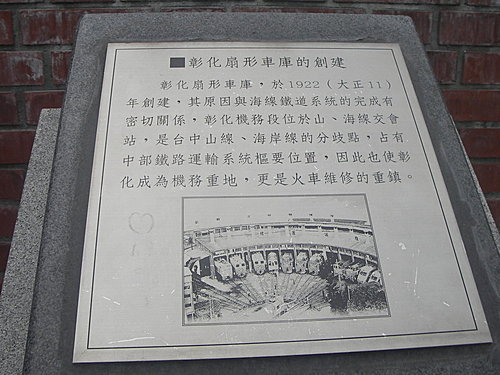 ■彰化扇形車庫的創建
彰化扇形車庫，於1922（大正11）
年創建，其原因與海線鐵道系統的完成有
密切關係，彰化機務段位於山、海線交會
站，是台中山線、海岸線的分歧點，占有
中部鐵路運輸系統樞要位置，因此也使彰
化成為機務重地，更是火車維修的重鎮。